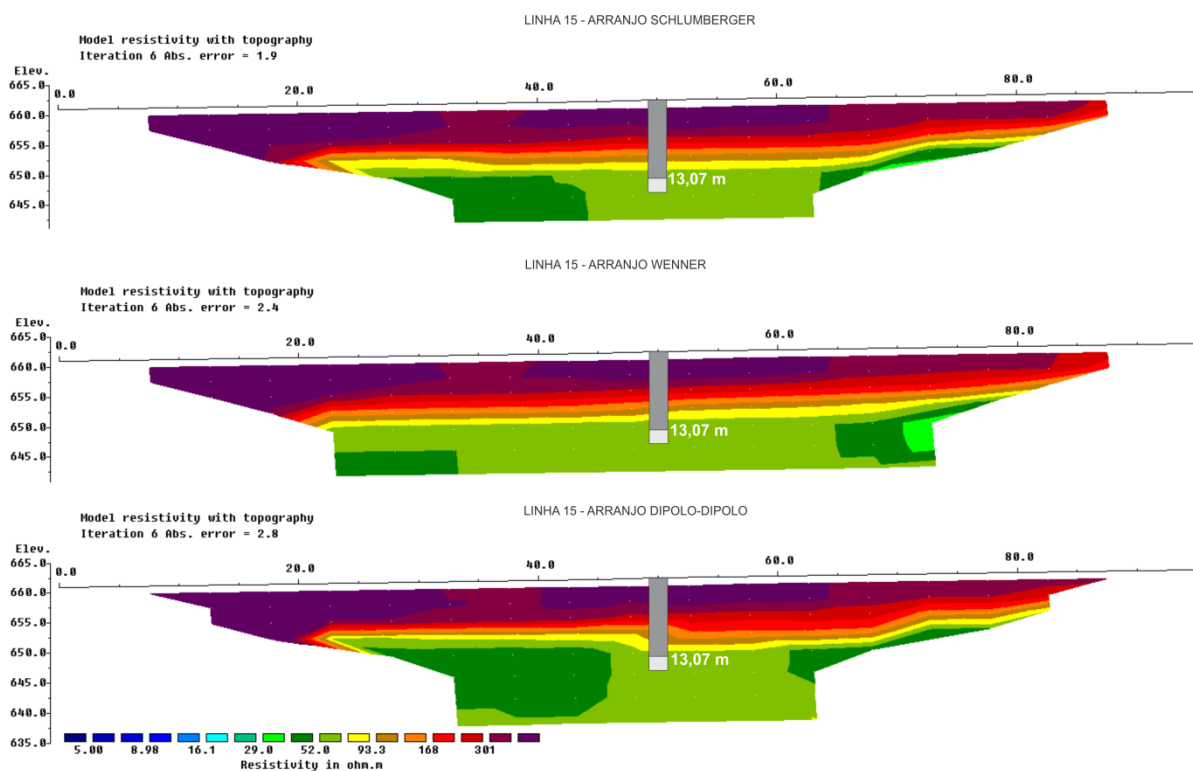 LINHA 15 - ARRANJO SCHLUMBERGER
Model resistivity with topography
Iteration 6 Abs. error = 1.9
Elev.
0.0 20.0 40.0 60.0 80.0
665.0
660.0
655.0
650.0
645.0
13,07 m
LINHA 15 - ARRANJO WENNER
Model resistivity with topography
Iteration 6 Abs. error = 2.4
Elev.
0.0 20.0 40.0 60.0 80.0
665.0
660.0
655.0
650.0
645.0
13,07 m
LINHA 15 - ARRANJO DIPOLO-DIPOLO
Model resistivity with topography
Iteration 6 Abs. error = 2.8
Elev.
0.0 20.0 40.0 60.0 80.0
665.0
660.0
655.0
650.0
645.0
640.0
635.0
13,07 m
5.00 8.98 16.1 29.0 52.0 93.3 168 301
Resistivity in ohm.m